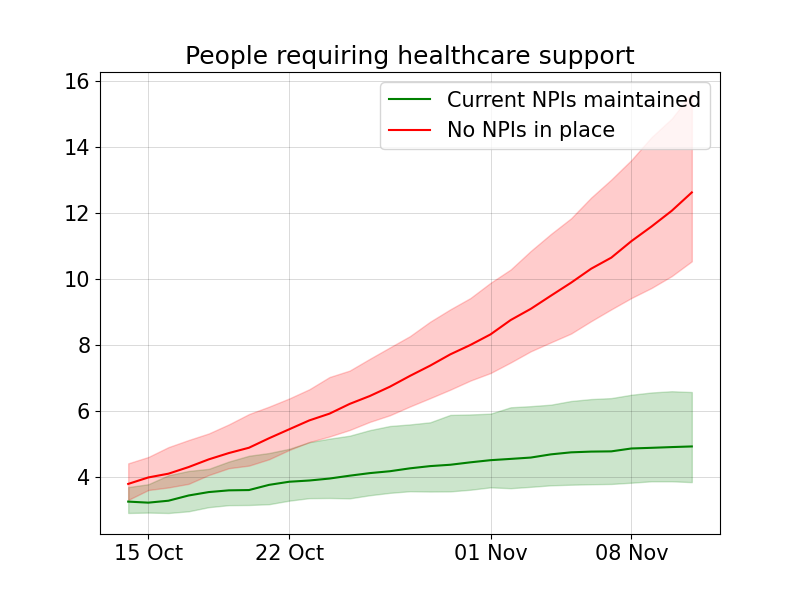 People requiring healthcare support
Current NPIs maintained
No NPIs in place
16
14
12
10
8
6
4
15 Oct
22 Oct
01 Nov
08 Nov